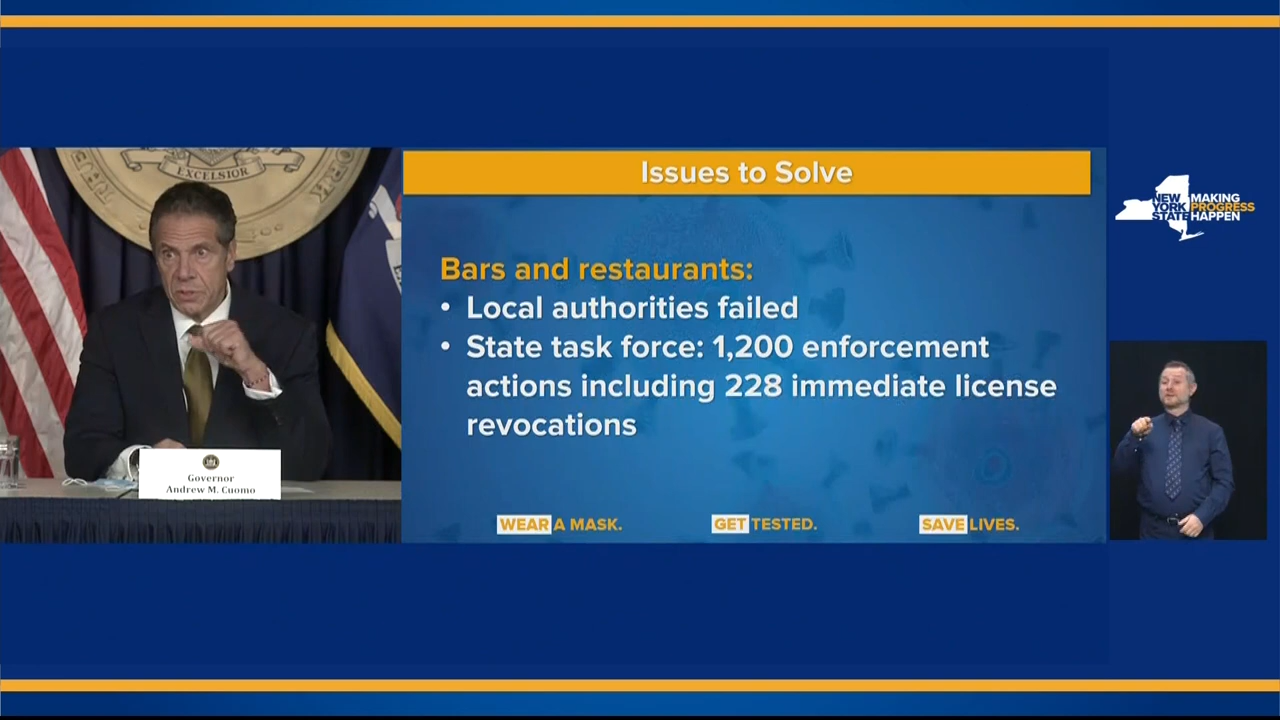 EXCELSIOR
Issues to Solve
NEW YORK STATE
MAKING
PROGRESS
HAPPEN
Bars and restaurants:
• Local authorities failed
• State task force: 1,200 enforcement
actions including 228 immediate license
revocations
Governor
Andrew M. Cuomo
WEAR A MASK.
GET TESTED.
SAVE LIVES.